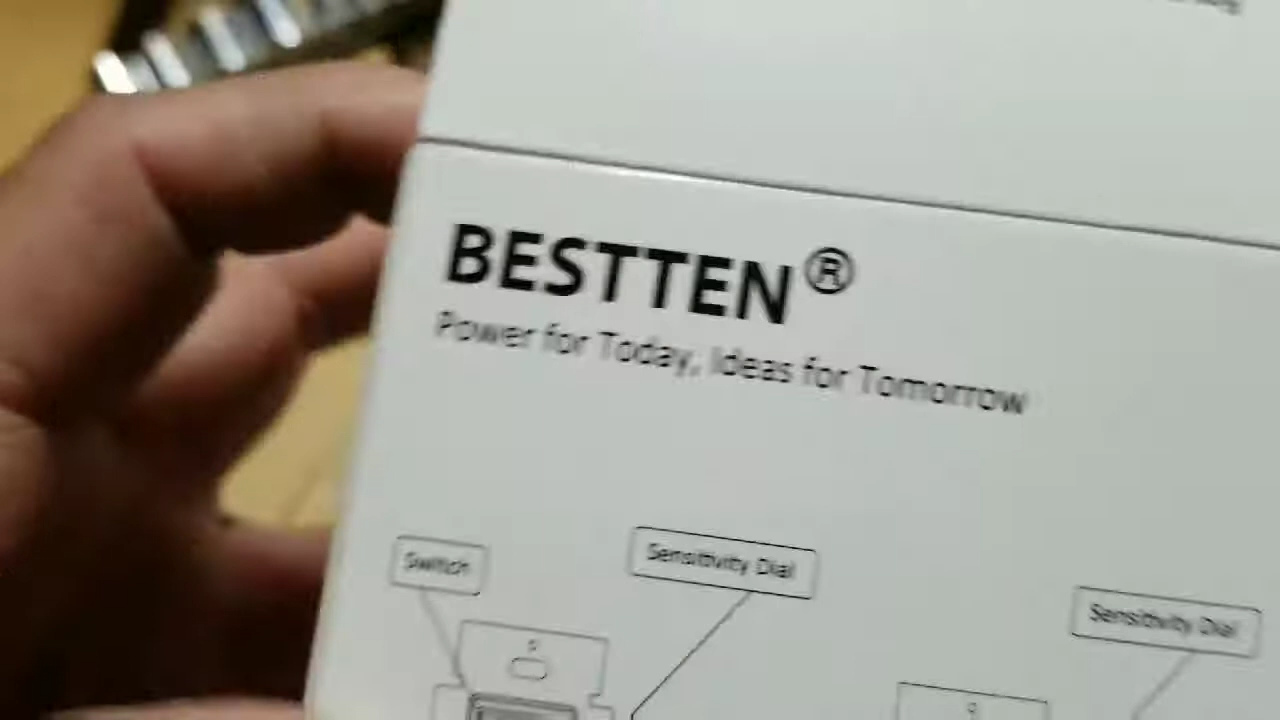 BESTTEN®
Power for Today, Ideas for Tomorrow
Switch
Sensitivity Dial
Sensitivity Dial